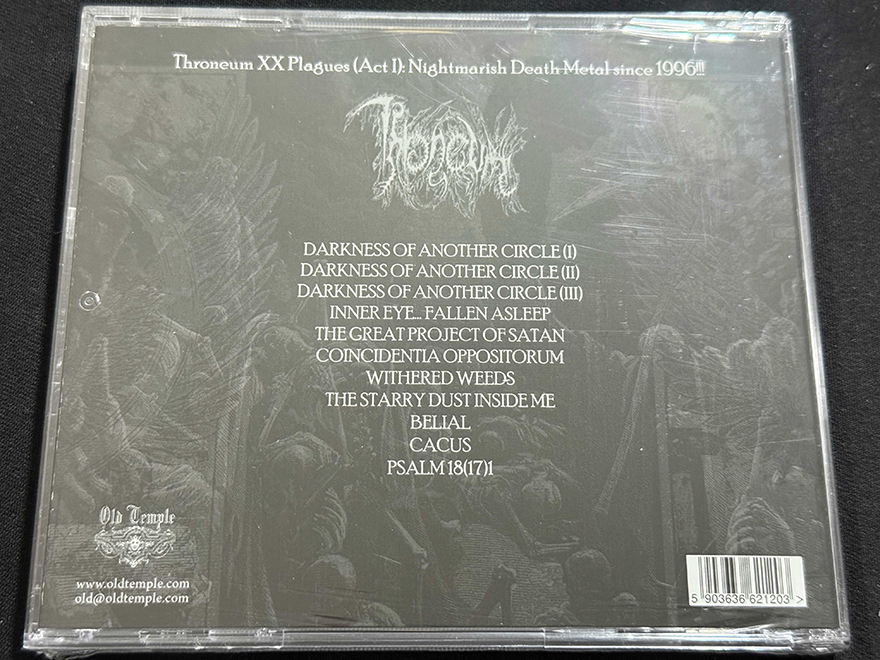 Throneum XX Plagues (Act I): Nightmarish Death Metal since 1996!!!
Throneum
DARKNESS OF ANOTHER CIRCLE (I)
DARKNESS OF ANOTHER CIRCLE (II)
DARKNESS OF ANOTHER CIRCLE (III)
INNER EYE... FALLEN ASLEEP
THE GREAT PROJECT OF SATAN
COINCIDENTIA OPPOSITORUM
WITHERED WEEDS
THE STARRY DUST INSIDE ME
BELIAL
CACUS
PSALM 18(17)1
Old Temple
www.oldtemple.com
old@oldtemple.com
5 903636 621203 >